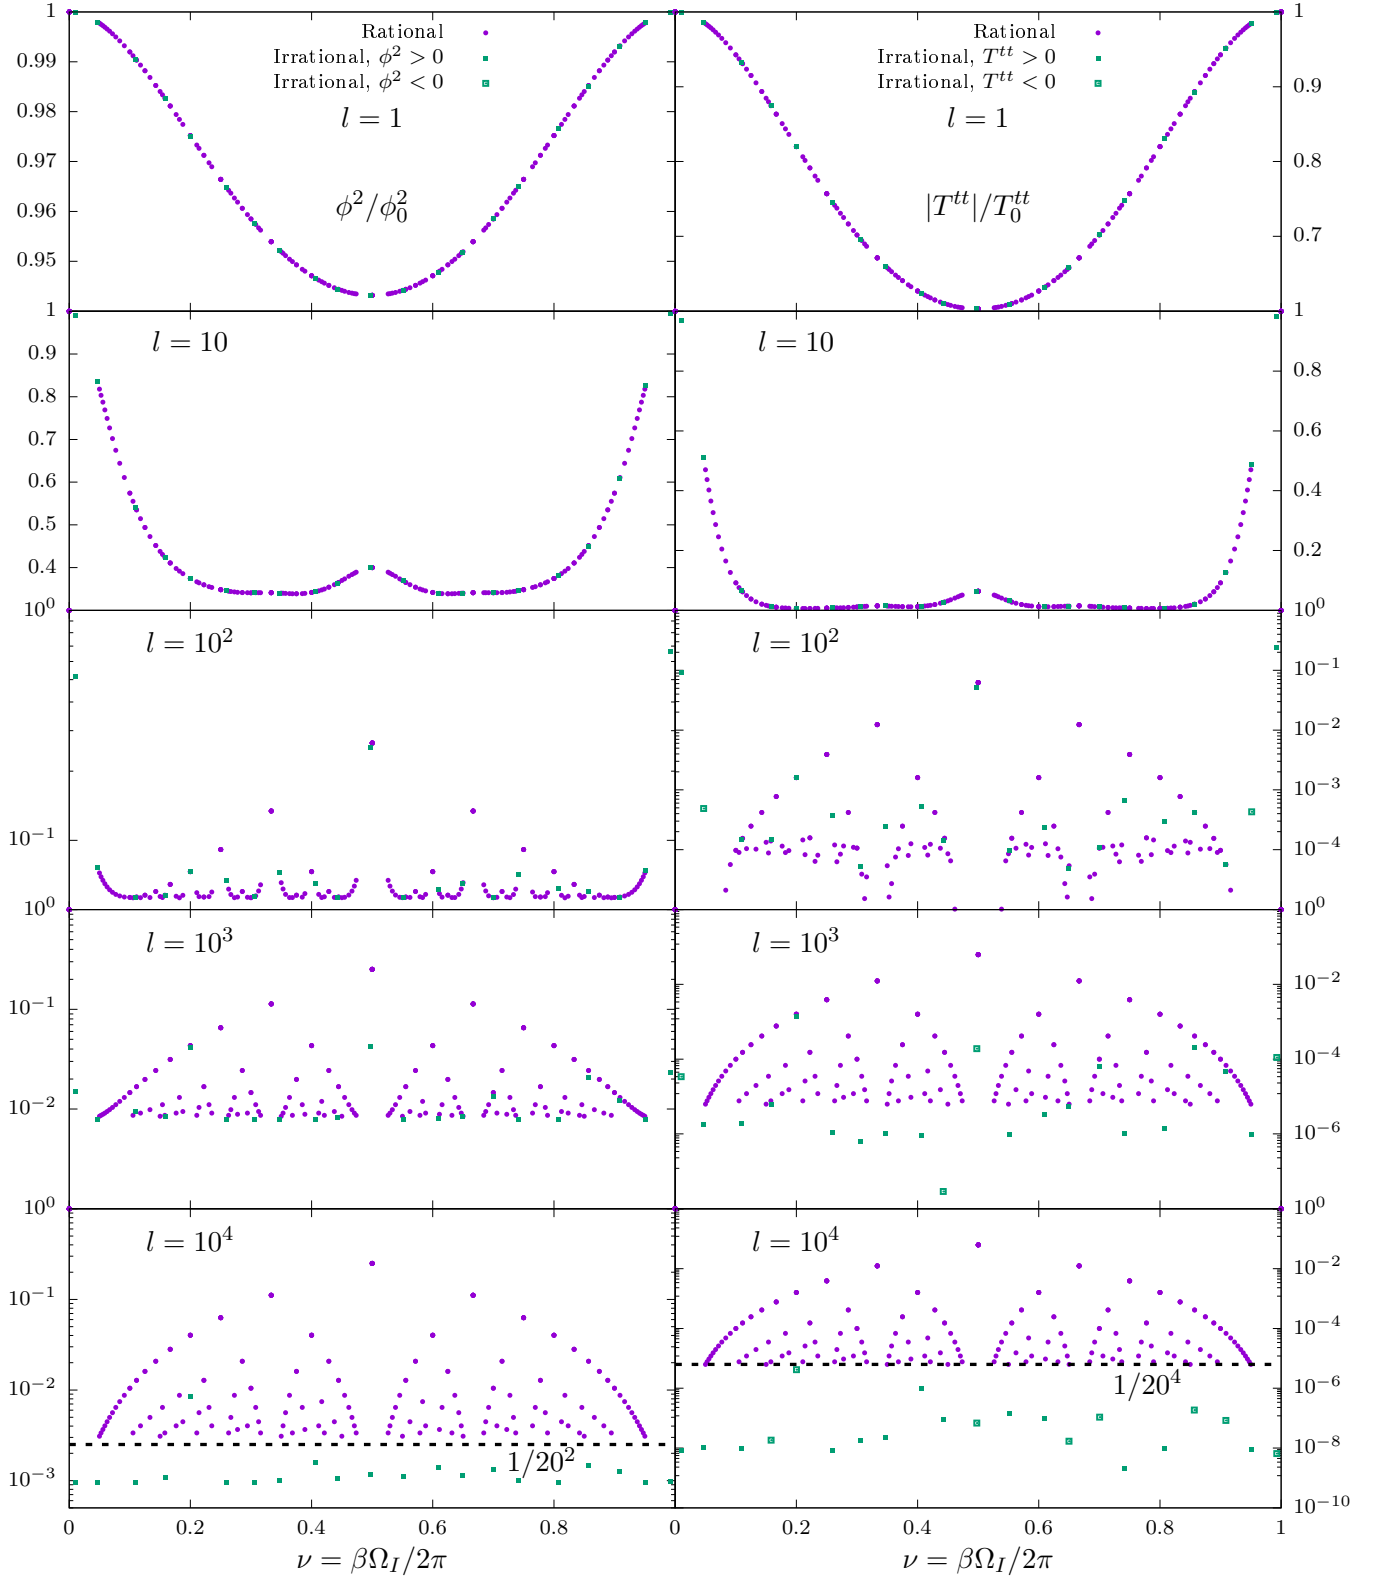 Rational
Irrational, ϕ² > 0
Irrational, ϕ² < 0
l = 1
ϕ²/ϕ₀²
1
0.99
0.98
0.97
0.96
0.95
Rational
Irrational, Tᵗᵗ > 0
Irrational, Tᵗᵗ < 0
l = 1
|Tᵗᵗ|/T₀ᵗᵗ
1
0.9
0.8
0.7
l = 10
1
0.9
0.8
0.7
0.6
0.5
0.4
l = 10
1
0.8
0.6
0.4
0.2
l = 10²
10⁰
10⁻¹
l = 10²
10⁰
10⁻¹
10⁻²
10⁻³
10⁻⁴
l = 10³
10⁰
10⁻¹
10⁻²
l = 10³
10⁰
10⁻²
10⁻⁴
10⁻⁶
l = 10⁴
10⁰
10⁻¹
10⁻²
10⁻³
1/20²
l = 10⁴
10⁰
10⁻²
10⁻⁴
10⁻⁶
10⁻⁸
10⁻¹⁰
1/20⁴
0 0.2 0.4 0.6 0.8
0 0.2 0.4 0.6 0.8 1
ν = βΩ_I/2π
ν = βΩ_I/2π